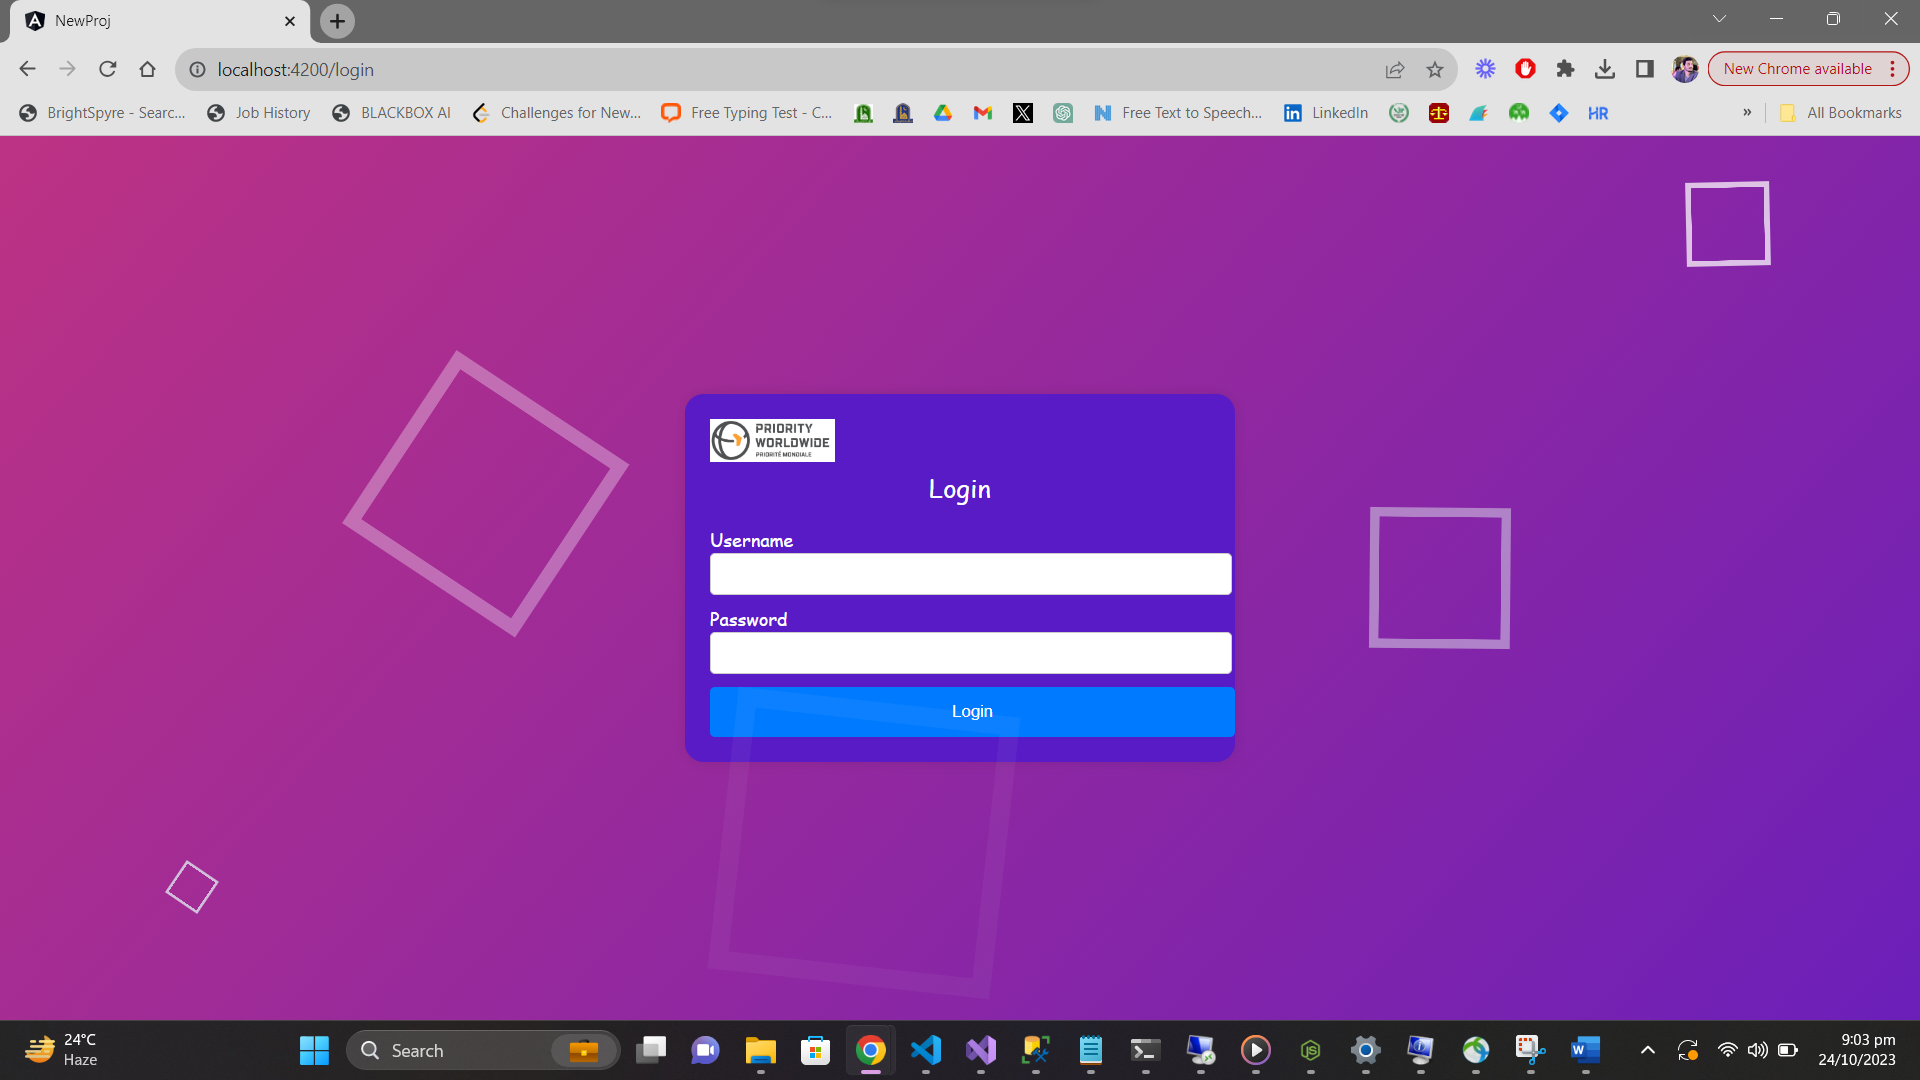 NewProj
localhost:4200/login
New Chrome available
BrightSpyre - Searc...
Job History
BLACKBOX AI
Challenges for New...
Free Typing Test - C...
Free Text to Speech...
LinkedIn
HR
»
All Bookmarks
PRIORITY
WORLDWIDE
PRIORITÉ MONDIALE
Login
Username
Password
Login
24°C
Haze
Search
9:03 pm
24/10/2023